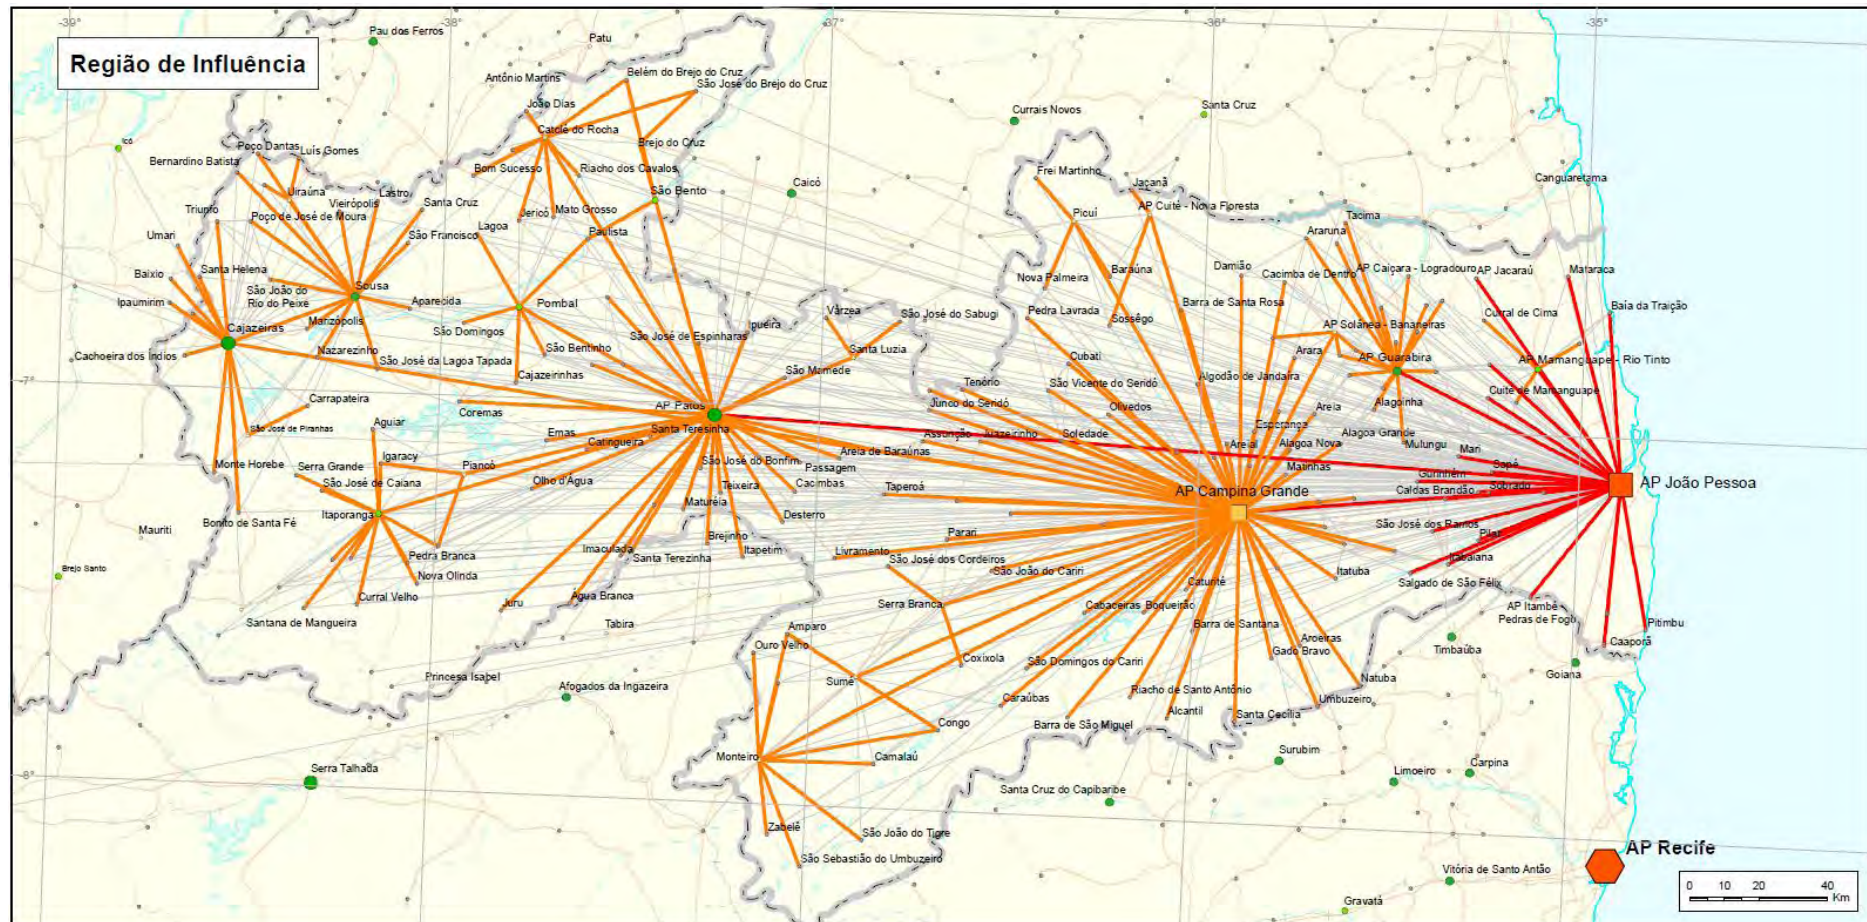 -39°
-38°
-37°
-36°
-35°
Região de Influência
Pau dos Ferros
Patu
Antônio Martins
Belém do Brejo do Cruz
São José do Brejo do Cruz
João Dias
Currais Novos
Santa Cruz
Catolé do Rocha
Icó
Poço Dantas
Luís Gomes
Brejo do Cruz
Bernardino Batista
Bom Sucesso
Riacho dos Cavalos
Frei Martinho
Canguaretama
Uiraúna
Lastro
São Bento
Caicó
Jaçanã
Vieirópolis
Santa Cruz
Triunfo
Poço de José de Moura
Jericó
Mato Grosso
Picuí
AP Cuité - Nova Floresta
Tacima
Lagoa
Paulista
Araruna
Umari
São Francisco
Baixio
Santa Helena
Nova Palmeira
Baraúna
Damião
Cacimba de Dentro
AP Caiçara - Logradouro
AP Jacaraú
Mataraca
Sousa
São João do
Rio do Peixe
Ipaumirim
Aparecida
Pombal
Barra de Santa Rosa
Baía da Traição
Várzea
São José do Sabugi
Pedra Lavrada
Curral de Cima
Marizópolis
Cajazeiras
São Domingos
São José de Espinharas
Ipueira
Sossêgo
AP Solânea - Bananeiras
Cachoeira dos Índios
Nazarezinho
São José da Lagoa Tapada
São Bentinho
Santa Luzia
Cubati
Arara
AP Guarabira
AP Mamanguape - Rio Tinto
-7°
Cajazeirinhas
São Mamede
Tenório
São Vicente do Seridó
Algodão de Jandaíra
Cuité de Mamanguape
Carrapateira
Coremas
AP Patos
Junco do Seridó
Olivedos
Areia
Alagoinha
São José de Piranhas
Aguiar
Emas
Catingueira
Santa Teresinha
Assunção
Juazeirinho
Soledade
Esperança
Alagoa Grande
Areial
Alagoa Nova
Mulungu
Mari
Igaracy
Areia de Baraúnas
Monte Horebe
Serra Grande
Piancó
São José do Bonfim
Passagem
Matinhas
Gurinhém
Sapé
São José de Caiana
Olho d'Água
Teixeira
Cacimbas
Taperoá
AP Campina Grande
Caldas Brandão
Sobrado
AP João Pessoa
Itaporanga
Maturéia
Bonito de Santa Fé
Desterro
São José dos Ramos
Mauriti
Brejinho
Parari
Pilar
Pedra Branca
Imaculada
Santa Terezinha
Itapetim
Livramento
São José dos Cordeiros
São João do Cariri
Itabaiana
Brejo Santo
Nova Olinda
Caturité
Itatuba
Salgado de São Félix
Curral Velho
Juru
Água Branca
Serra Branca
Cabaceiras
Boqueirão
AP Itambé
Pedras de Fogo
Santana de Mangueira
Tabira
Amparo
Barra de Santana
Pitimbu
Ouro Velho
Aroeiras
Gado Bravo
Timbaúba
Caaporã
Coxixola
São Domingos do Cariri
Goiana
Princesa Isabel
Sumé
Natuba
Afogados da Ingazeira
Caraúbas
Riacho de Santo Antônio
Alcantil
Umbuzeiro
Congo
Barra de São Miguel
Santa Cecília
Monteiro
Camalaú
Surubim
-8°
Serra Talhada
Limoeiro
Carpina
Santa Cruz do Capibaribe
Zabelê
São João do Tigre
São Sebastião do Umbuzeiro
AP Recife
Vitória de Santo Antão
Gravatá
0 10 20 40
Km